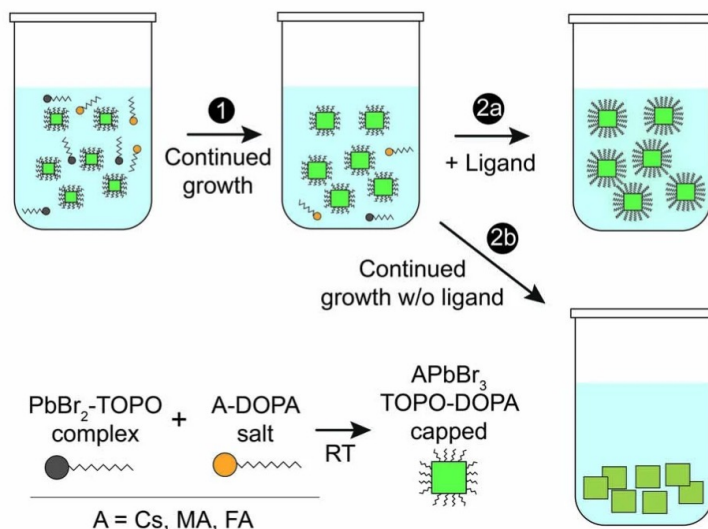 1
Continued
growth
2a
+ Ligand
2b
Continued
growth w/o ligand
PbBr₂-TOPO
complex
+
A-DOPA
salt
RT
APbBr₃
TOPO-DOPA
capped
A = Cs, MA, FA